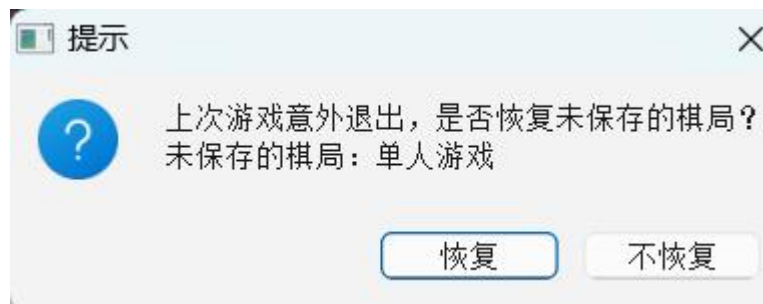 提示
上次游戏意外退出，是否恢复未保存的棋局？
未保存的棋局：单人游戏
恢复
不恢复